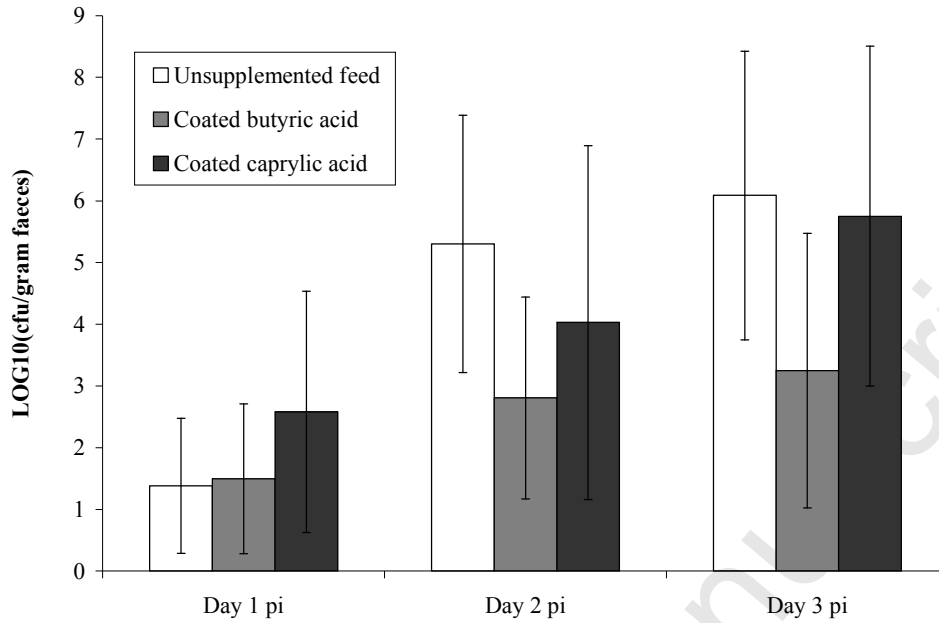 9
8
7
6
5
4
3
2
1
0
LOG10(cfu/gram faeces)
Unsupplemented feed
Coated butyric acid
Coated caprylic acid
Day 1 pi
Day 2 pi
Day 3 pi